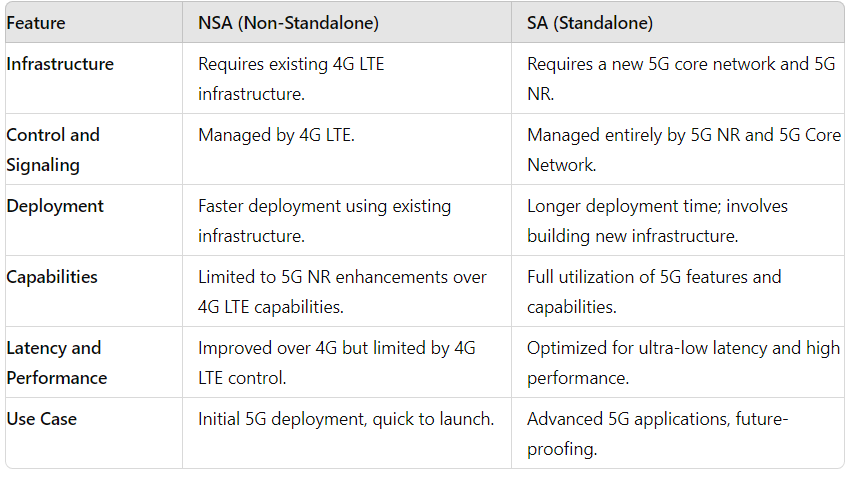 Feature NSA (Non-Standalone) SA (Standalone)
Infrastructure Requires existing 4G LTE Requires a new 5G core network and 5G
infrastructure. NR.
Control and Managed by 4G LTE. Managed entirely by 5G NR and 5G Core
Signaling Network.
Deployment Faster deployment using existing Longer deployment time; involves
infrastructure. building new infrastructure.
Capabilities Limited to 5G NR enhancements over Full utilization of 5G features and
4G LTE capabilities. capabilities.
Latency and Improved over 4G but limited by 4G Optimized for ultra-low latency and high
Performance LTE control. performance.
Use Case Initial 5G deployment, quick to launch. Advanced 5G applications, future-
proofing.